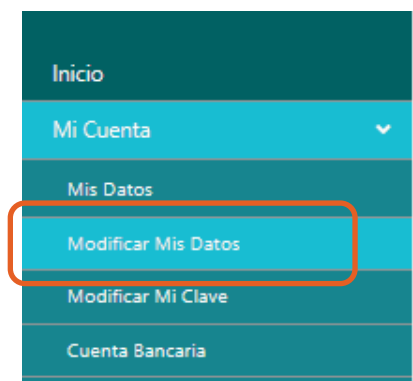 Inicio
Mi Cuenta
Mis Datos
Modificar Mis Datos
Modificar Mi Clave
Cuenta Bancaria